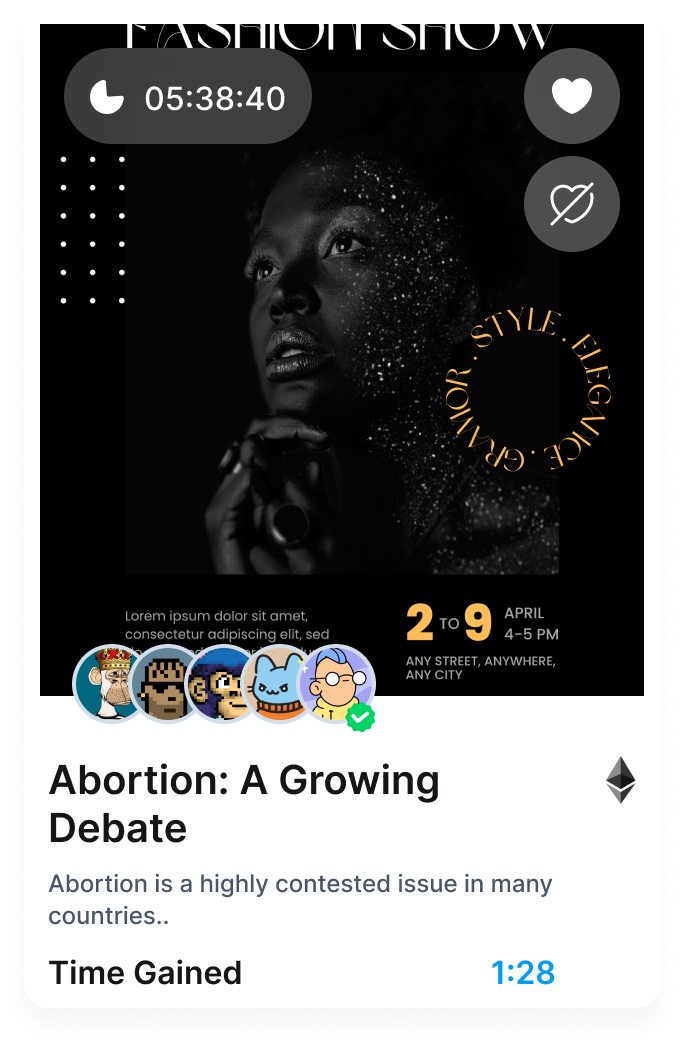 FASHION SHOW
05:38:40
STYLE . ELEGANCE . GRAMOR .
Lorem ipsum dolor sit amet,
consectetur adipiscing elit, sed
2 TO 9
APRIL
4-5 PM
ANY STREET, ANYWHERE,
ANY CITY
Abortion: A Growing
Debate
Abortion is a highly contested issue in many
countries..
Time Gained 1:28